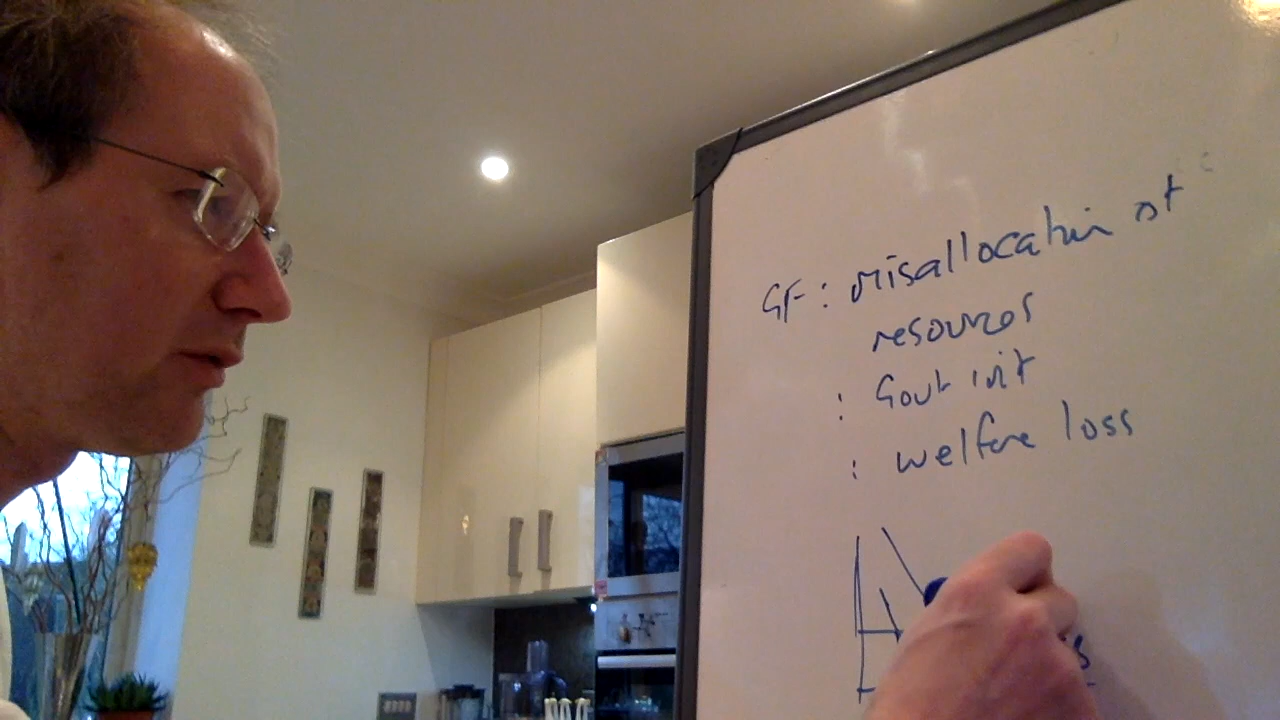 GF: misallocation of
resources
: Govt int
: welfare loss
S